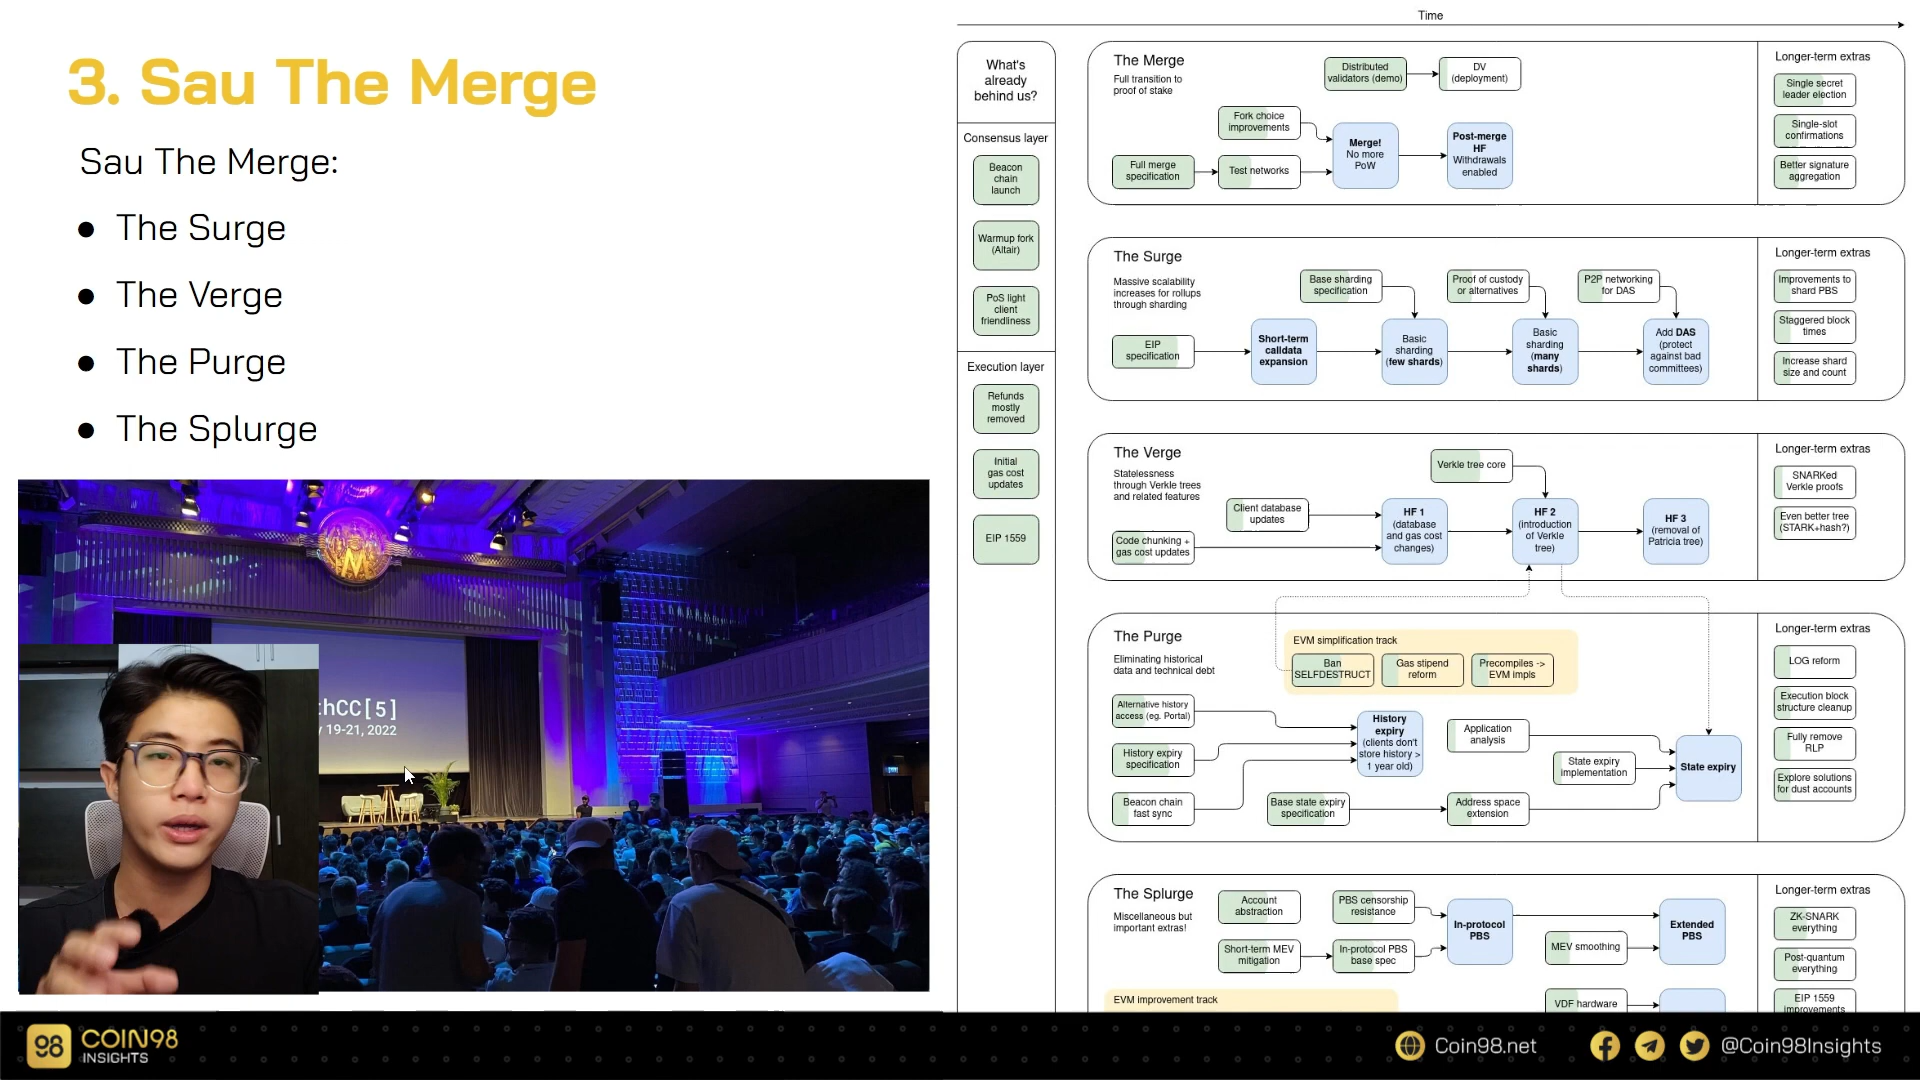 3. Sau The Merge
Sau The Merge:
● The Surge
● The Verge
● The Purge
● The Splurge
thCC[5]
y 19-21, 2022
Time
What's
already
behind us?
Consensus layer
Beacon
chain
launch
Warmup fork
(Altair)
PoS light
client
friendliness
Execution layer
Refunds
mostly
removed
Initial
gas cost
updates
EIP 1559
The Merge
Full transition to
proof of stake
Distributed
validators (demo)
DV
(deployment)
Fork choice
improvements
Full merge
specification
Test networks
Merge!
No more
PoW
Post-merge
HF
Withdrawals
enabled
Longer-term extras
Single secret
leader election
Single-slot
confirmations
Better signature
aggregation
The Surge
Massive scalability
increases for rollups
through sharding
Base sharding
specification
Proof of custody
or alternatives
P2P networking
for DAS
EIP
specification
Short-term
calldata
expansion
Basic
sharding
(few shards)
Basic
sharding
(many
shards)
Add DAS
(protect
against bad
committees)
Longer-term extras
Improvements to
shard PBS
Staggered block
times
Increase shard
size and count
The Verge
Statelessness
through Verkle trees
and related features
Verkle tree core
Client database
updates
Code chunking +
gas cost updates
HF 1
(database
and gas cost
changes)
HF 2
(introduction
of Verkle
tree)
HF 3
(removal of
Patricia tree)
Longer-term extras
SNARKed
Verkle proofs
Even better tree
(STARK+hash?)
The Purge
Eliminating historical
data and technical debt
EVM simplification track
Ban
SELFDESTRUCT
Gas stipend
reform
Precompiles ->
EVM impls
Alternative history
access (eg. Portal)
History expiry
specification
Beacon chain
fast sync
History
expiry
(clients don't
store history >
1 year old)
Application
analysis
State expiry
implementation
Base state expiry
specification
Address space
extension
State expiry
Longer-term extras
LOG reform
Execution block
structure cleanup
Fully remove
RLP
Explore solutions
for dust accounts
The Splurge
Miscellaneous but
important extras!
Account
abstraction
PBS censorship
resistance
Short-term MEV
mitigation
In-protocol PBS
base spec
In-protocol
PBS
MEV smoothing
Extended
PBS
EVM improvement track
VDF hardware
Longer-term extras
ZK-SNARK
everything
Post-quantum
everything
EIP 1559
improvements
98
COIN98
INSIGHTS
Coin98.net
@Coin98Insights